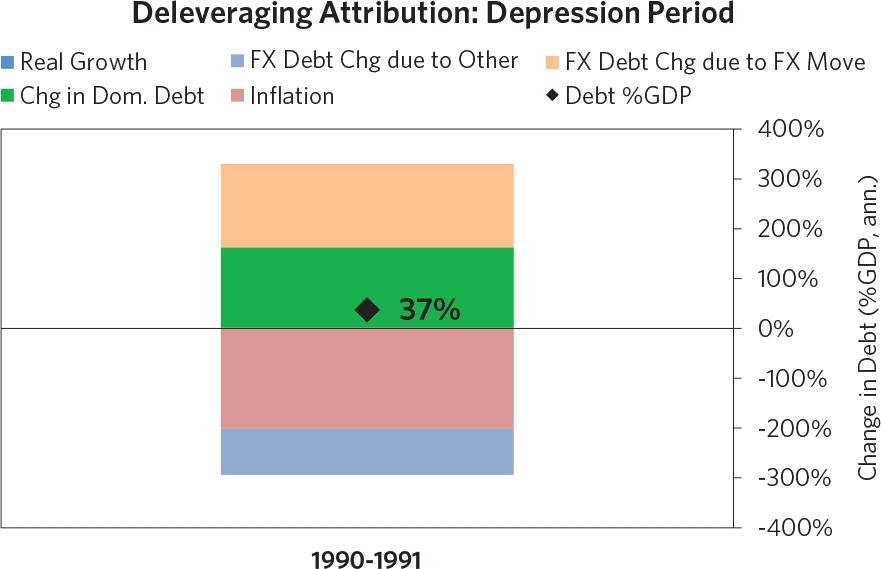 Deleveraging Attribution: Depression Period
Real Growth
FX Debt Chg due to Other
FX Debt Chg due to FX Move
Chg in Dom. Debt
Inflation
Debt %GDP
400%
300%
200%
100%
0%
-100%
-200%
-300%
-400%
Change in Debt (%GDP, ann.)
37%
1990-1991